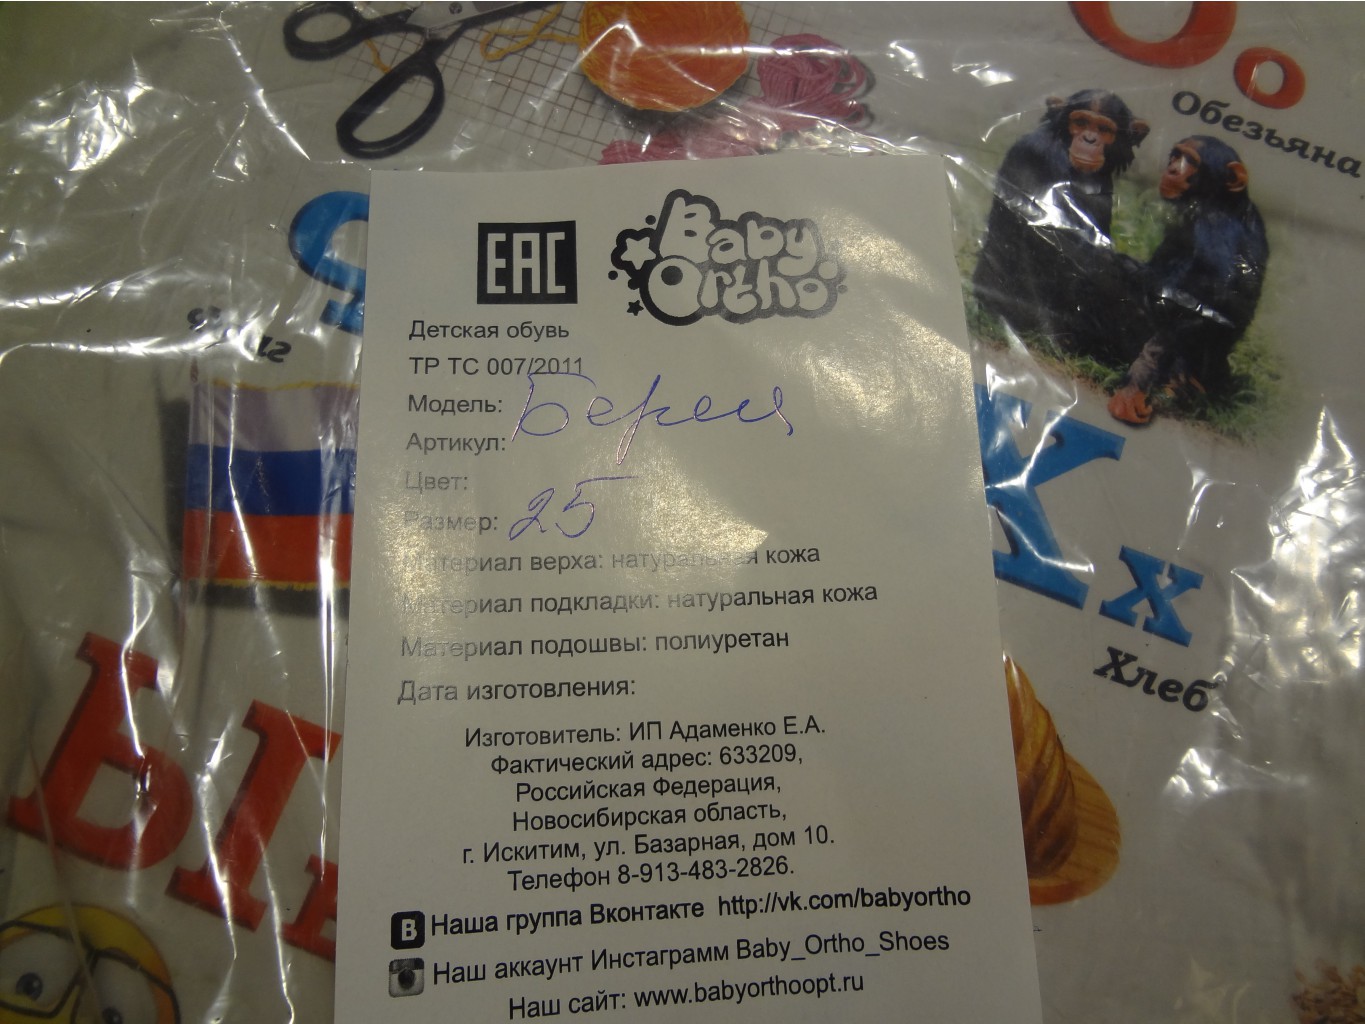 Оо
Обезьяна
EAC
Baby
Ortho
Детская обувь
ТР ТС 007/2011
Модель:
Артикул:
Цвет:
Размер: 25
Материал верха: натуральная кожа
Материал подкладки: натуральная кожа
Материал подошвы: полиуретан
Дата изготовления:
Изготовитель: ИП Адаменко Е.А.
Фактический адрес: 633209,
Российская Федерация,
Новосибирская область,
г. Искитим, ул. Базарная, дом 10.
Телефон 8-913-483-2826.
Наша группа Вконтакте http://vk.com/babyortho
Наш аккаунт Инстаграмм Baby_Ortho_Shoes
Наш сайт: www.babyorthoopt.ru
Хх
Хлеб
Ы